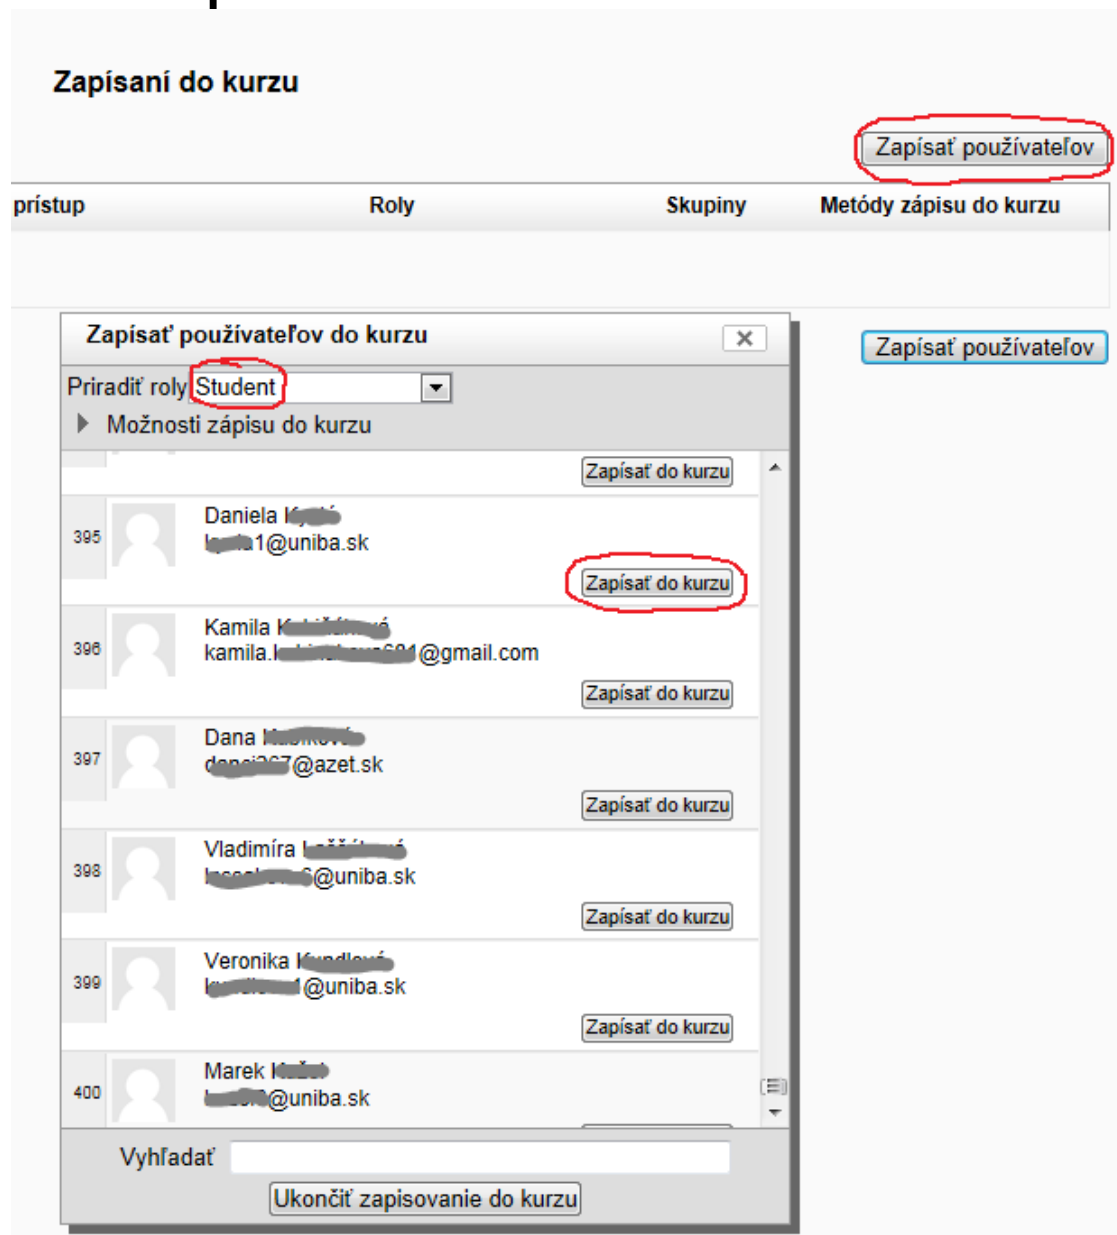 Zapísaní do kurzu
Zapísať používateľov
prístup Roly Skupiny Metódy zápisu do kurzu
Zapísať používateľov do kurzu
Zapísať používateľov
Priradiť roly Student
Možnosti zápisu do kurzu
Zapísať do kurzu
395 Daniela
1@uniba.sk
Zapísať do kurzu
396 Kamila
@gmail.com
Zapísať do kurzu
397 Dana
@azet.sk
Zapísať do kurzu
398 Vladimíra
@uniba.sk
Zapísať do kurzu
399 Veronika
@uniba.sk
Zapísať do kurzu
400 Marek
@uniba.sk
Vyhľadať
Ukončiť zapisovanie do kurzu